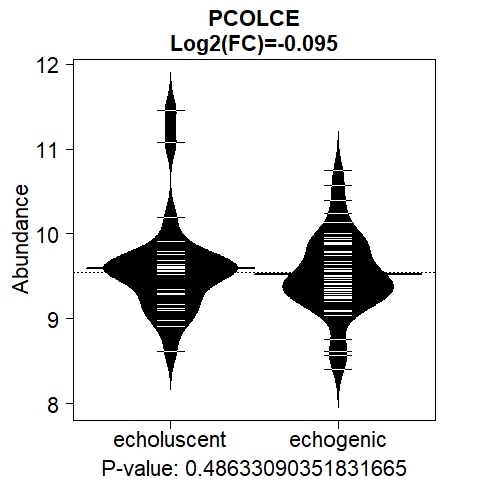 PCOLCE
Log2(FC)=-0.095
Abundance
12
11
10
9
8
echoluscent echogenic
P-value: 0.48633090351831665